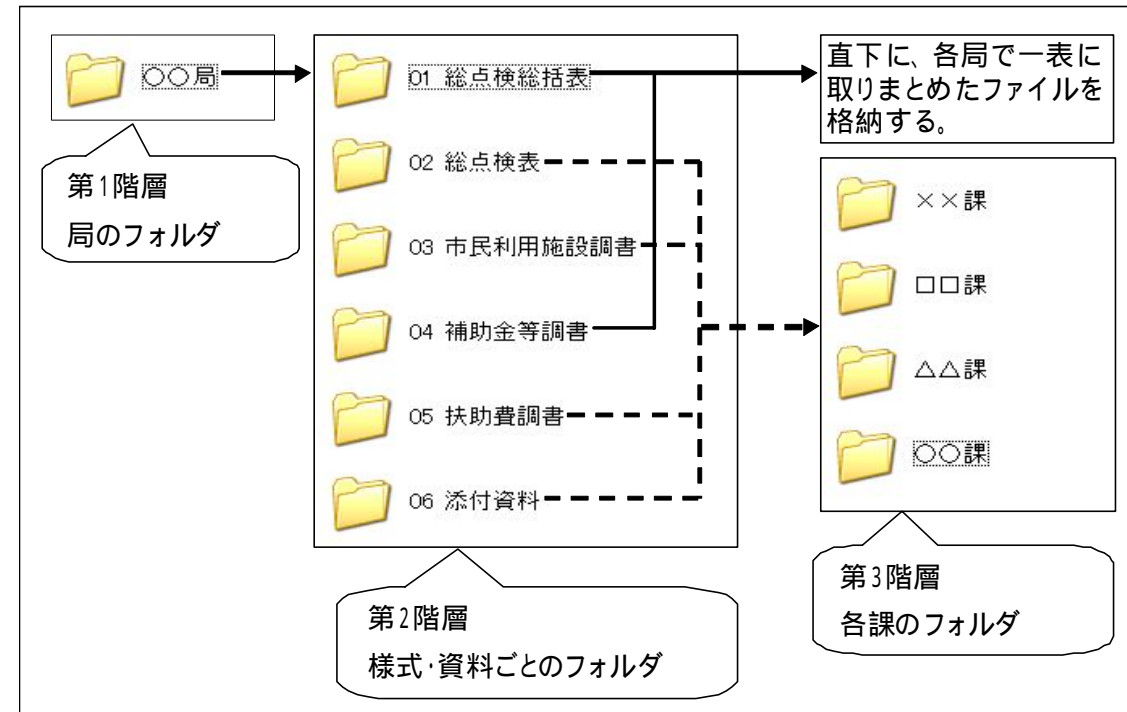 ○○局
第1階層
局のフォルダ
01 総点検総括表
02 総点検表
03 市民利用施設調書
04 補助金等調書
05 扶助費調書
06 添付資料
第2階層
様式・資料ごとのフォルダ
直下に、各局で一表に
取りまとめたファイルを
格納する。
××課
□□課
△△課
○○課
第3階層
各課のフォルダ